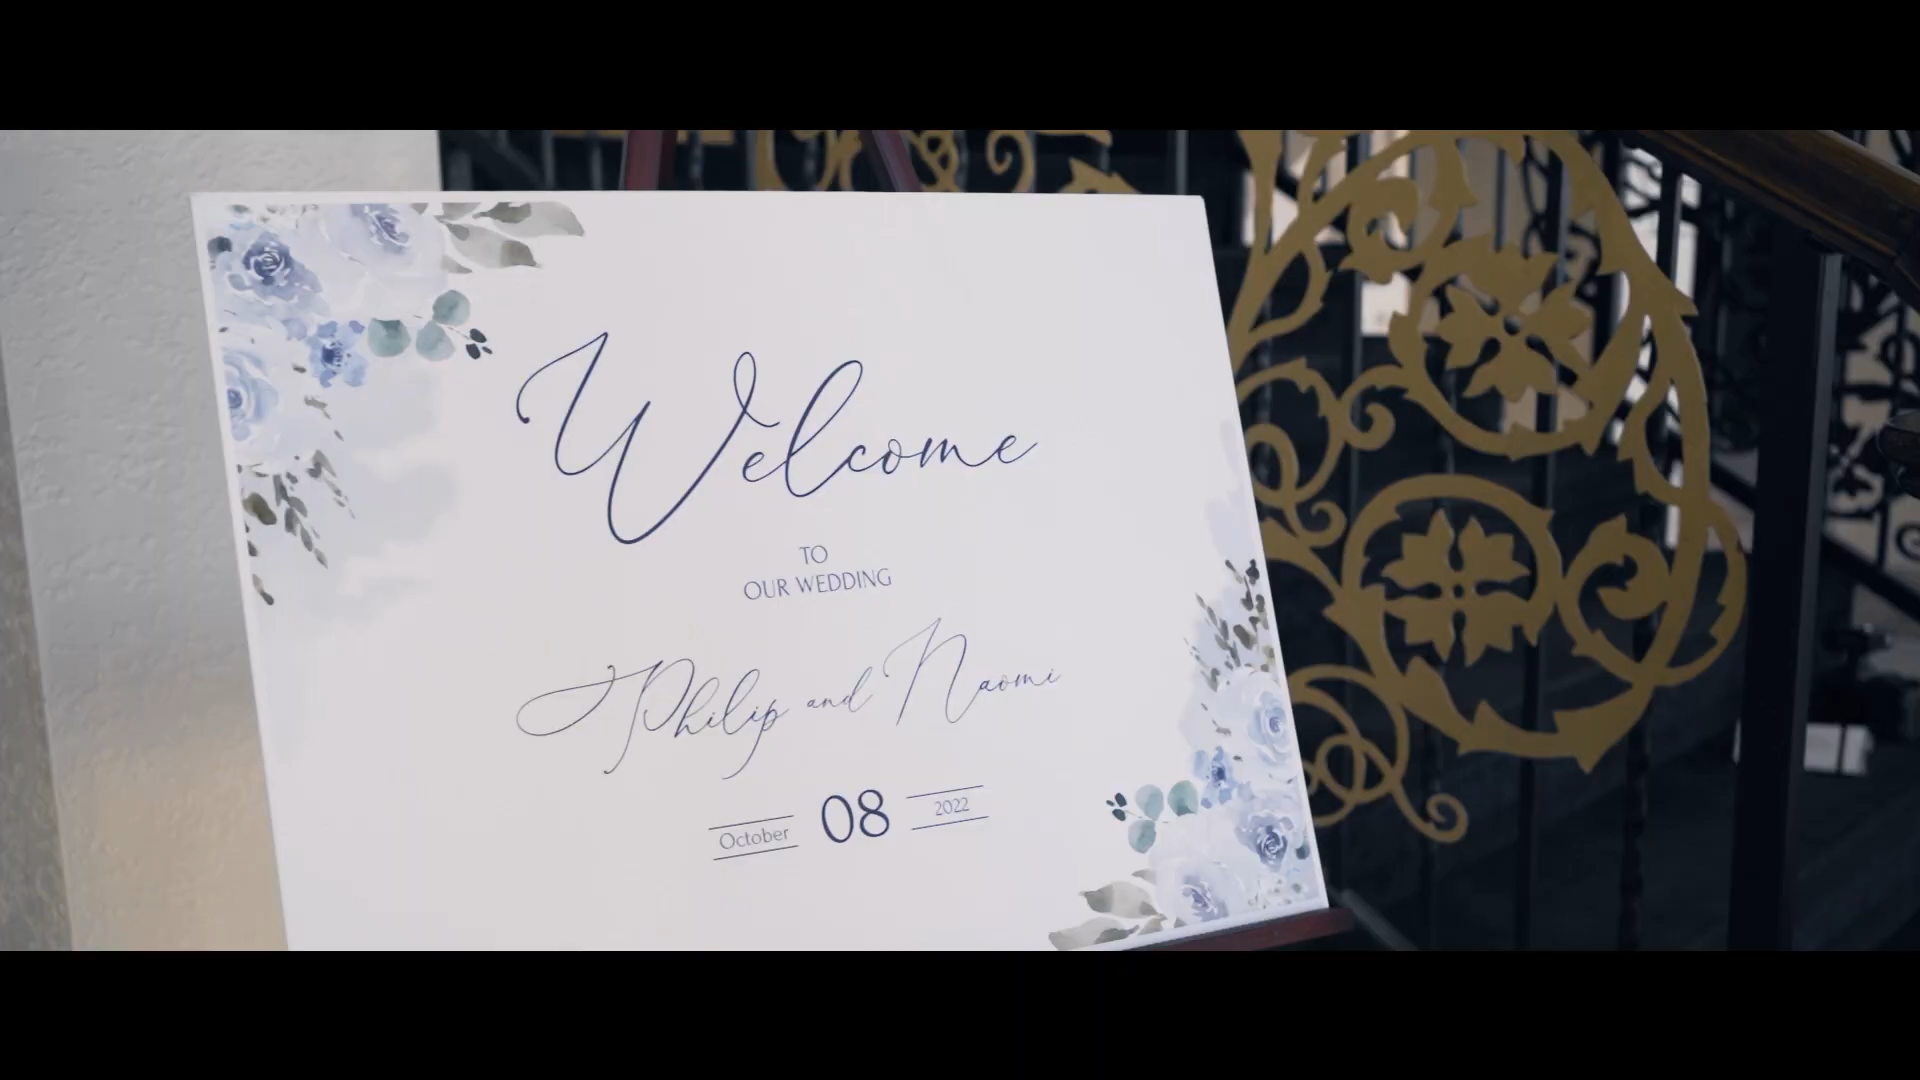 Welcome
TO
OUR WEDDING
Philip and Naomi
October 08 2022